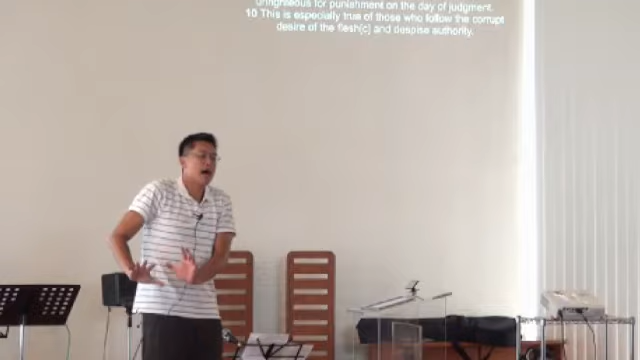 unrighteous for punishment on the day of judgment.
10 This is especially true of those who follow the corrupt
desire of the flesh[c] and despise authority.